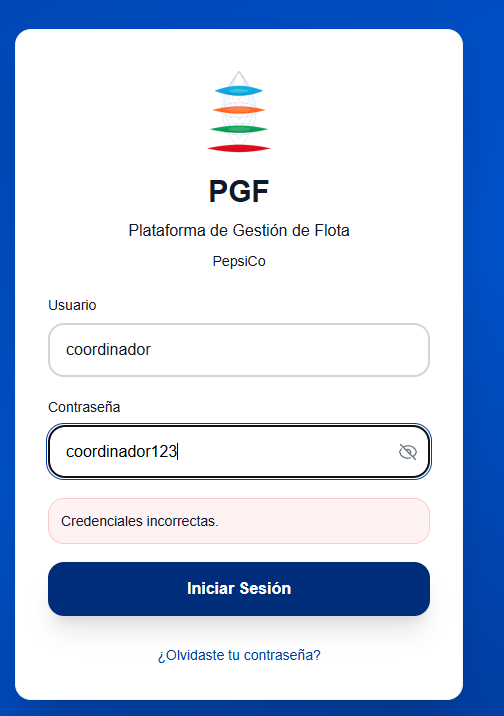 PGF
Plataforma de Gestión de Flota
PepsiCo
Usuario
coordinador
Contraseña
coordinador123
Credenciales incorrectas.
Iniciar Sesión
¿Olvidaste tu contraseña?